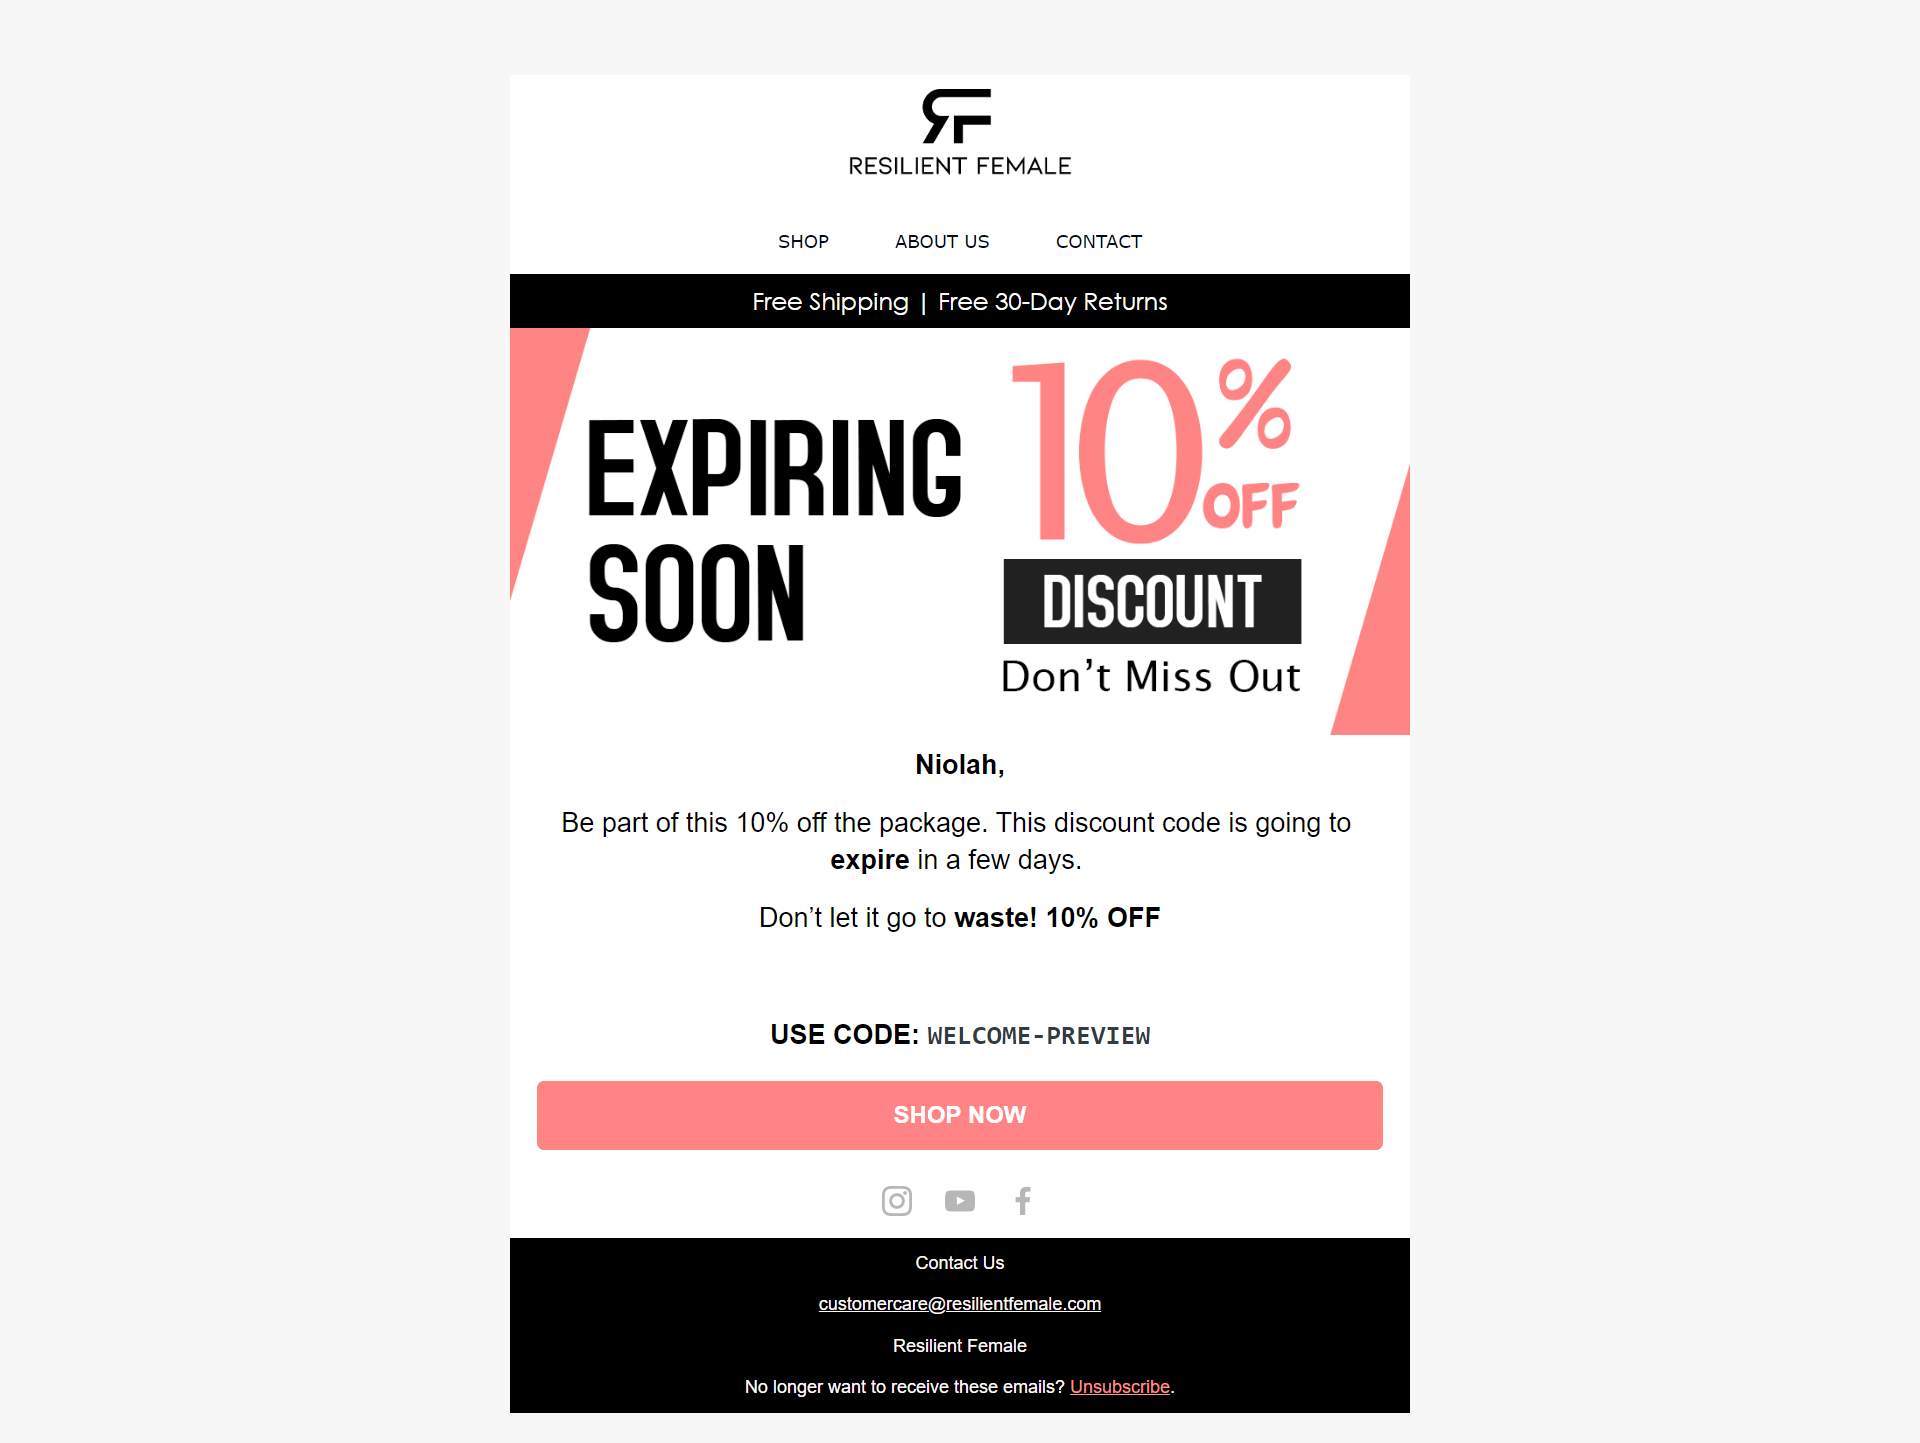 RF
RESILIENT FEMALE
SHOP ABOUT US CONTACT
Free Shipping | Free 30-Day Returns
EXPIRING
SOON
10%
OFF
DISCOUNT
Don't Miss Out
Niolah,
Be part of this 10% off the package. This discount code is going to
expire in a few days.
Don’t let it go to waste! 10% OFF
USE CODE: WELCOME-PREVIEW
SHOP NOW
Contact Us
customercare@resilientfemale.com
Resilient Female
No longer want to receive these emails? Unsubscribe.